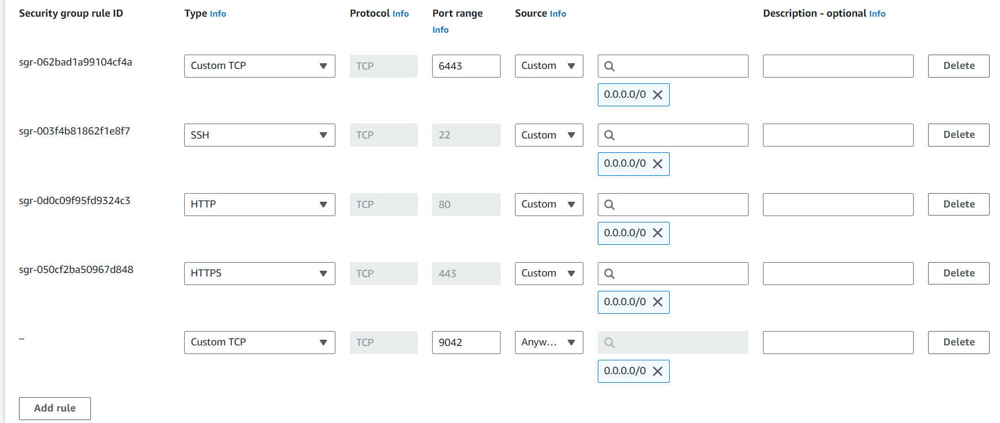 Security group rule ID Type Info Protocol Info Port range Info Source Info Description - optional Info
sgr-062bad1a99104cf4a Custom TCP TCP 6443 Custom Delete
0.0.0.0/0
sgr-003f4b81862f1e8f7 SSH TCP 22 Custom Delete
0.0.0.0/0
sgr-0d0c09f95fd9324c3 HTTP TCP 80 Custom Delete
0.0.0.0/0
sgr-050cf2ba50967d848 HTTPS TCP 443 Custom Delete
0.0.0.0/0
– Custom TCP TCP 9042 Anyw... Delete
0.0.0.0/0
Add rule